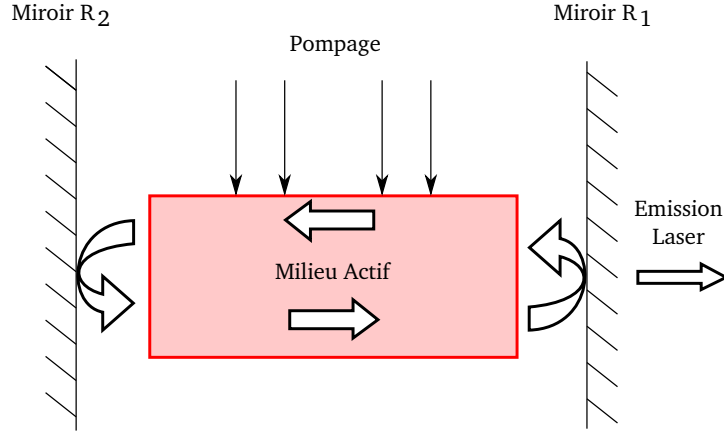 Miroir R2
Miroir R1
Pompage
Emission
Laser
Milieu Actif